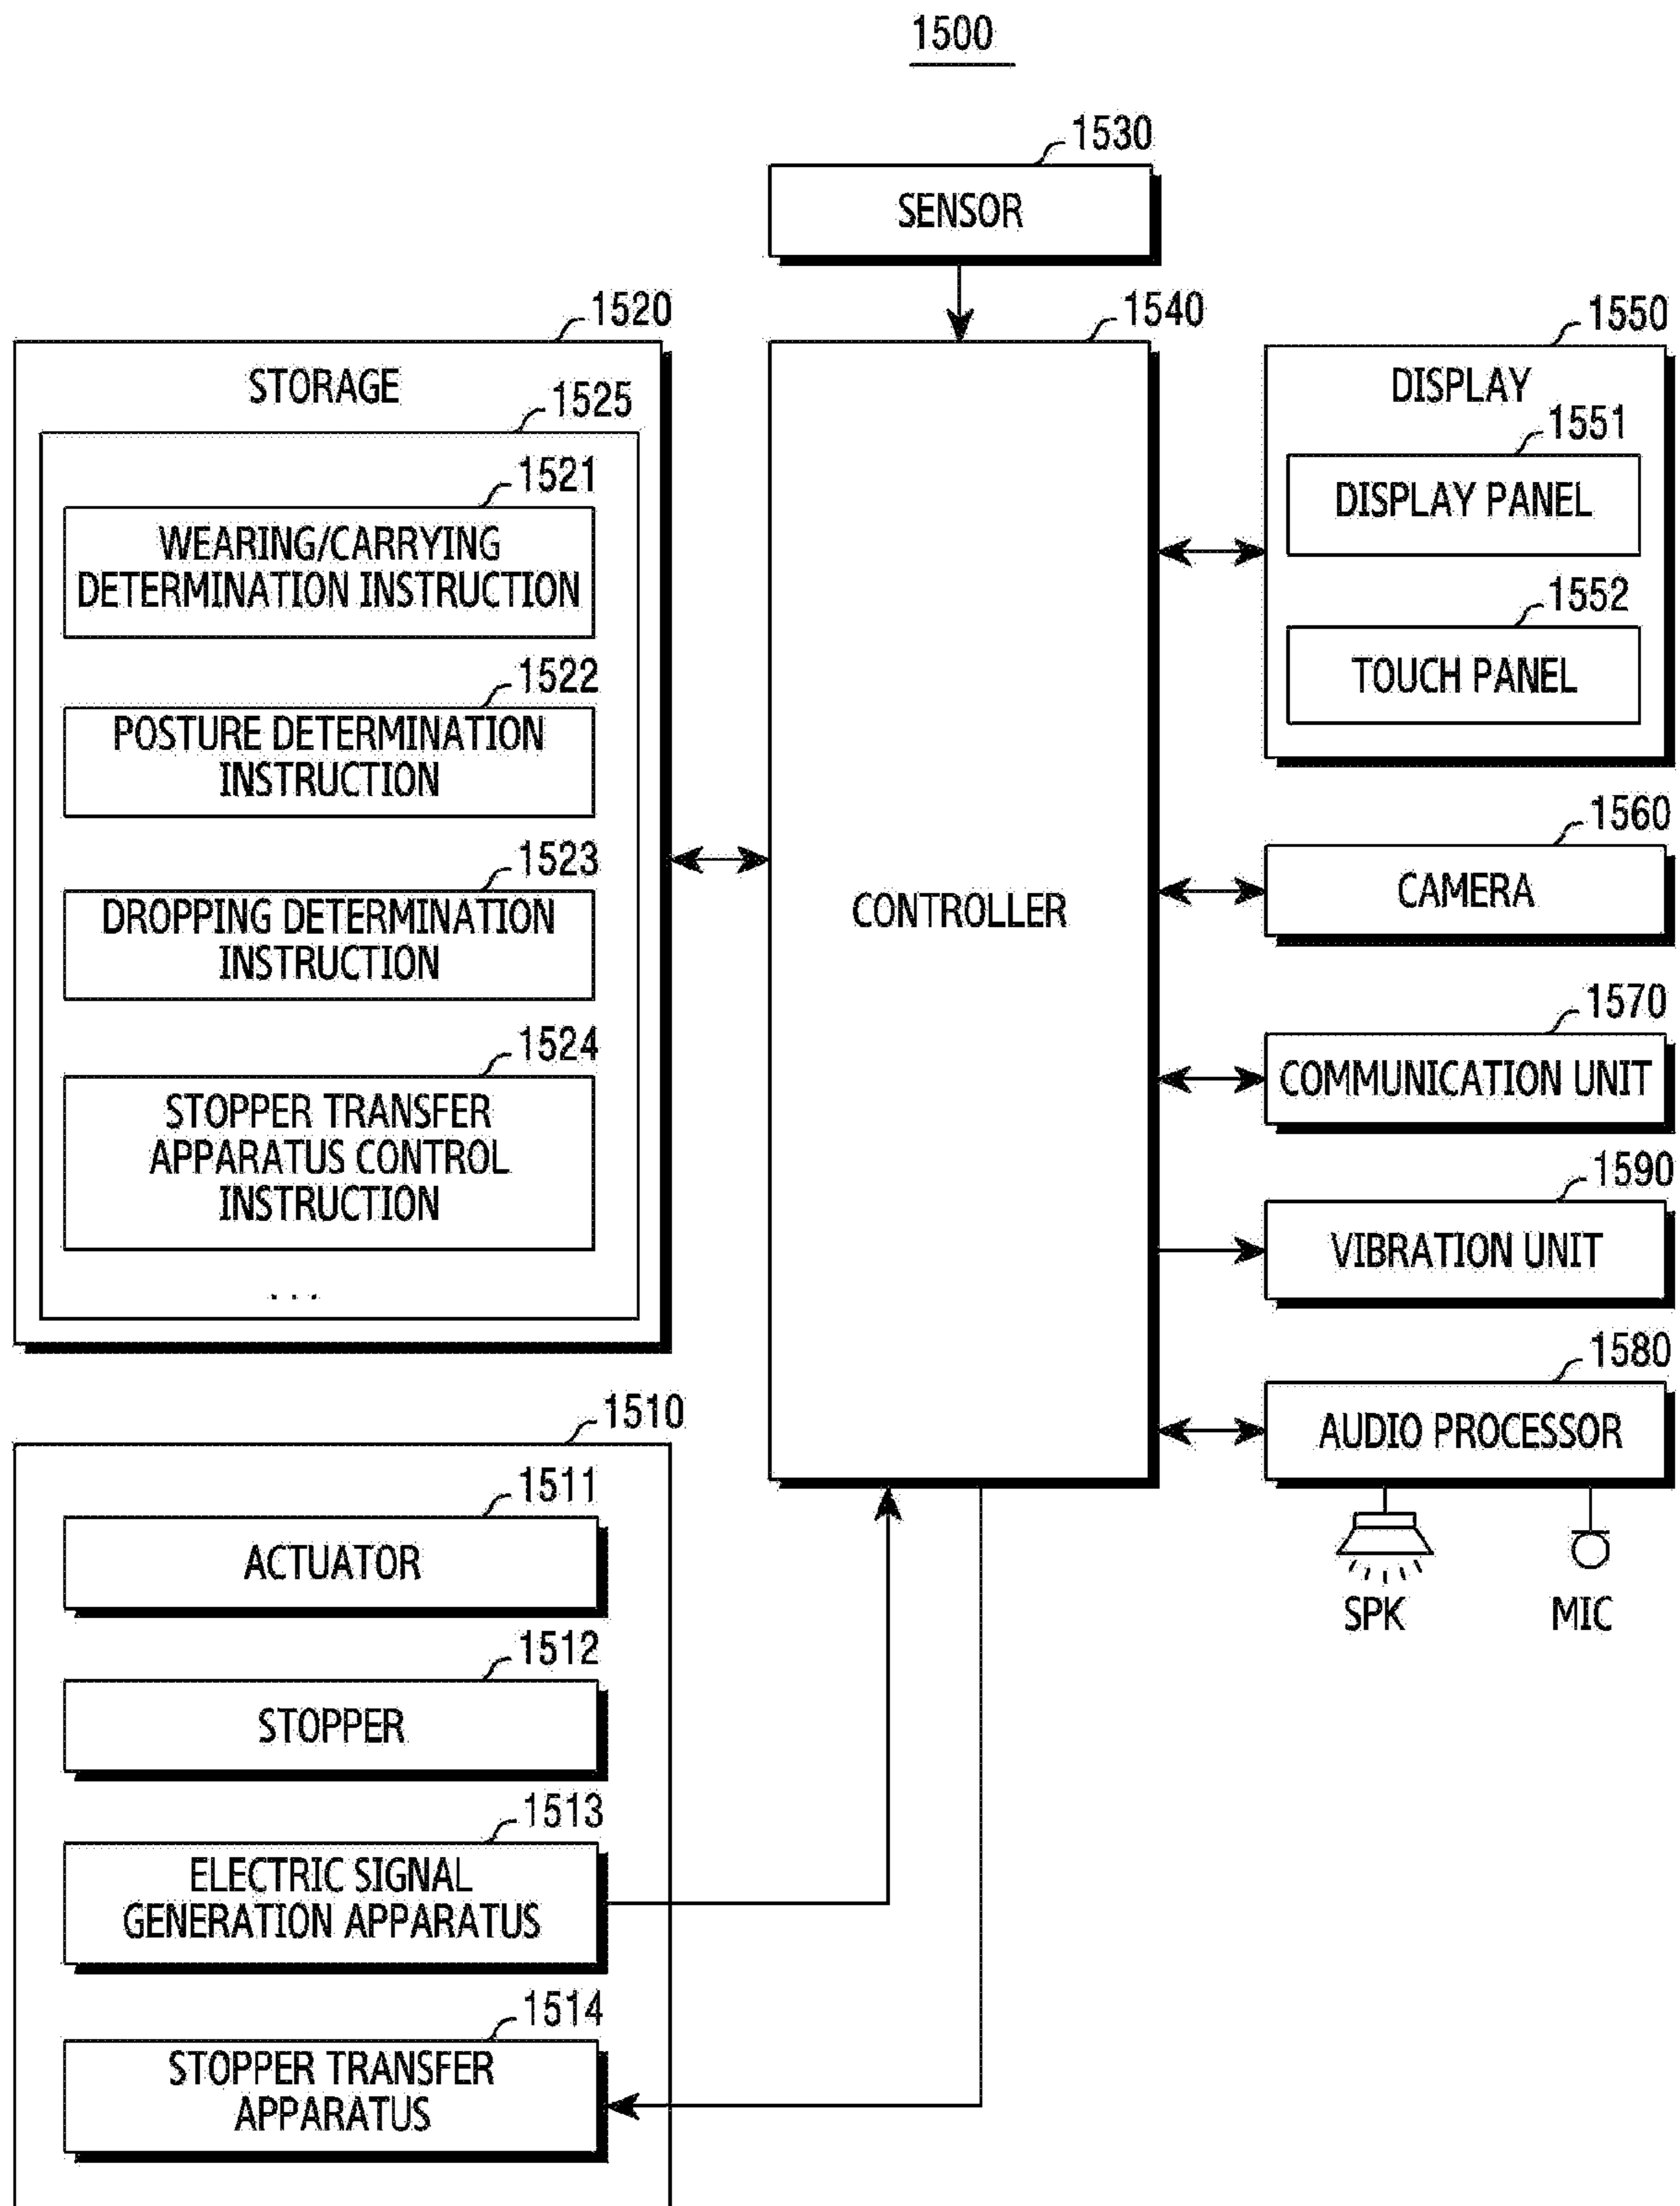 1500
1530
SENSOR
1520
STORAGE
1525
1521
WEARING/CARRYING
DETERMINATION INSTRUCTION
1522
POSTURE DETERMINATION
INSTRUCTION
1523
DROPPING DETERMINATION
INSTRUCTION
1524
STOPPER TRANSFER
APPARATUS CONTROL
INSTRUCTION
. . .
1540
CONTROLLER
1550
DISPLAY
1551
DISPLAY PANEL
1552
TOUCH PANEL
1560
CAMERA
1570
COMMUNICATION UNIT
1590
VIBRATION UNIT
1580
AUDIO PROCESSOR
SPK
MIC
1510
1511
ACTUATOR
1512
STOPPER
1513
ELECTRIC SIGNAL
GENERATION APPARATUS
1514
STOPPER TRANSFER
APPARATUS